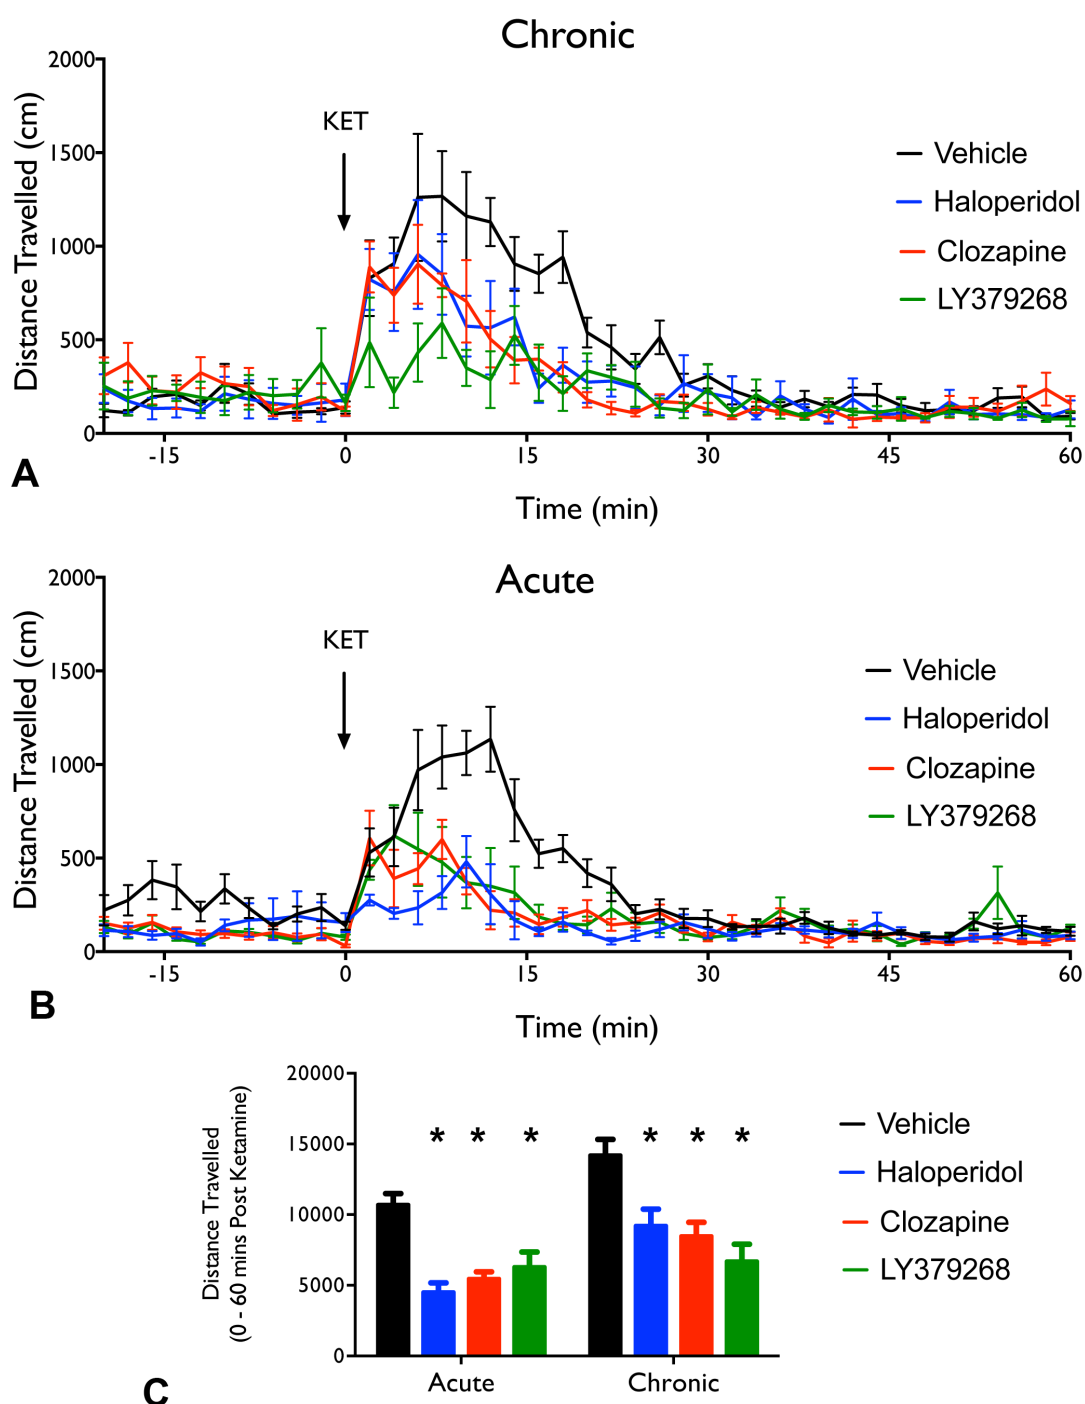 Chronic
2000
1500
1000
500
0
Distance Travelled (cm)
KET
Vehicle
Haloperidol
Clozapine
LY379268
-15 0 15 30 45 60
A
Time (min)
Acute
2000
1500
1000
500
0
Distance Travelled (cm)
KET
Vehicle
Haloperidol
Clozapine
LY379268
-15 0 15 30 45 60
B
Time (min)
20000
15000
10000
5000
0
Distance Travelled
(0 - 60 mins Post Ketamine)
* * * * * *
Vehicle
Haloperidol
Clozapine
LY379268
Acute Chronic
C